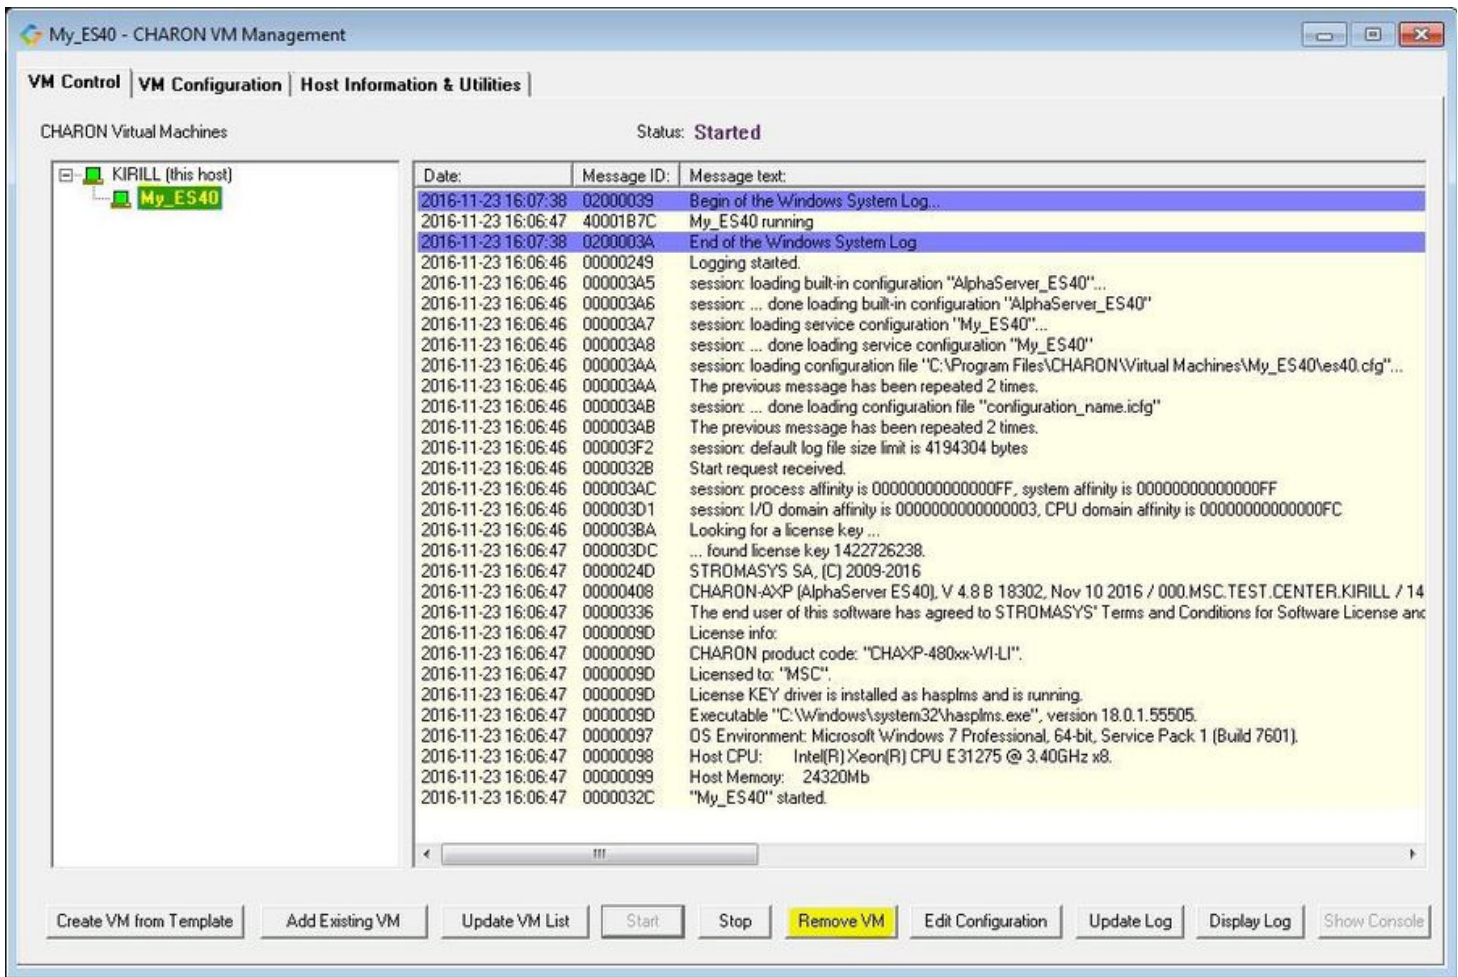 My_ES40 - CHARON VM Management
VM Control | VM Configuration | Host Information & Utilities
CHARON Virtual Machines
Status: Started
KIRILL (this host)
My_ES40
Date: Message ID: Message text:
2016-11-23 16:07:38 02000039 Begin of the Windows System Log...
2016-11-23 16:06:47 40001B7C My_ES40 running
2016-11-23 16:07:38 0200003A End of the Windows System Log
2016-11-23 16:06:46 00000249 Logging started.
2016-11-23 16:06:46 000003A5 session: loading built-in configuration "AlphaServer_ES40"...
2016-11-23 16:06:46 000003A6 session: ... done loading built-in configuration "AlphaServer_ES40"
2016-11-23 16:06:46 000003A7 session: loading service configuration "My_ES40"...
2016-11-23 16:06:46 000003A8 session: ... done loading service configuration "My_ES40"
2016-11-23 16:06:46 000003AA session: loading configuration file "C:\Program Files\CHARON\Virtual Machines\My_ES40\es40.cfg"...
2016-11-23 16:06:46 000003AA The previous message has been repeated 2 times.
2016-11-23 16:06:46 000003AB session: ... done loading configuration file "configuration_name.icfg"
2016-11-23 16:06:46 000003AB The previous message has been repeated 2 times.
2016-11-23 16:06:46 000003F2 session: default log file size limit is 4194304 bytes
2016-11-23 16:06:46 0000032B Start request received.
2016-11-23 16:06:46 000003AC session: process affinity is 00000000000000FF, system affinity is 00000000000000FF
2016-11-23 16:06:46 000003D1 session: I/O domain affinity is 0000000000000003, CPU domain affinity is 00000000000000FC
2016-11-23 16:06:46 000003BA Looking for a license key ...
2016-11-23 16:06:47 000003DC ... found license key 1422726238.
2016-11-23 16:06:47 0000024D STROMASYS SA, (C) 2009-2016
2016-11-23 16:06:47 00000408 CHARON-AXP (AlphaServer ES40), V 4.8 B 18302, Nov 10 2016 / 000.MSC.TEST.CENTER.KIRILL / 14
2016-11-23 16:06:47 00000336 The end user of this software has agreed to STROMASYS' Terms and Conditions for Software License and
2016-11-23 16:06:47 0000009D License info:
2016-11-23 16:06:47 0000009D CHARON product code: "CHAXP-480xx-WI-LI".
2016-11-23 16:06:47 0000009D Licensed to: "MSC".
2016-11-23 16:06:47 0000009D License KEY driver is installed as hasplms and is running.
2016-11-23 16:06:47 0000009D Executable "C:\Windows\system32\hasplms.exe", version 18.0.1.55505.
2016-11-23 16:06:47 00000097 OS Environment: Microsoft Windows 7 Professional, 64-bit, Service Pack 1 (Build 7601).
2016-11-23 16:06:47 00000098 Host CPU: Intel(R) Xeon(R) CPU E31275 @ 3.40GHz x8.
2016-11-23 16:06:47 00000099 Host Memory: 24320Mb
2016-11-23 16:06:47 0000032C "My_ES40" started.
Create VM from Template Add Existing VM Update VM List Start Stop Remove VM Edit Configuration Update Log Display Log Show Console